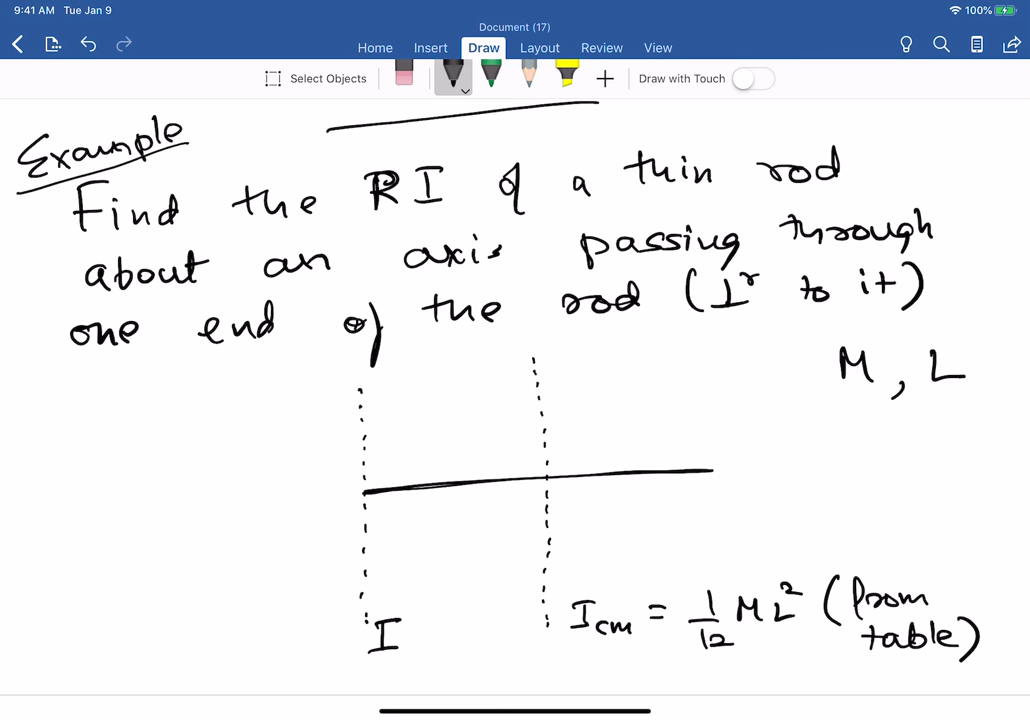 9:41 AM Tue Jan 9
100%
Document (17)
Home Insert Draw Layout Review View
Select Objects
Draw with Touch
Example
Find the RI of a thin rod
about an axis passing through
one end of the rod (⊥r to it)
M, L
I
Icm = 1/12 ML² (from
table)